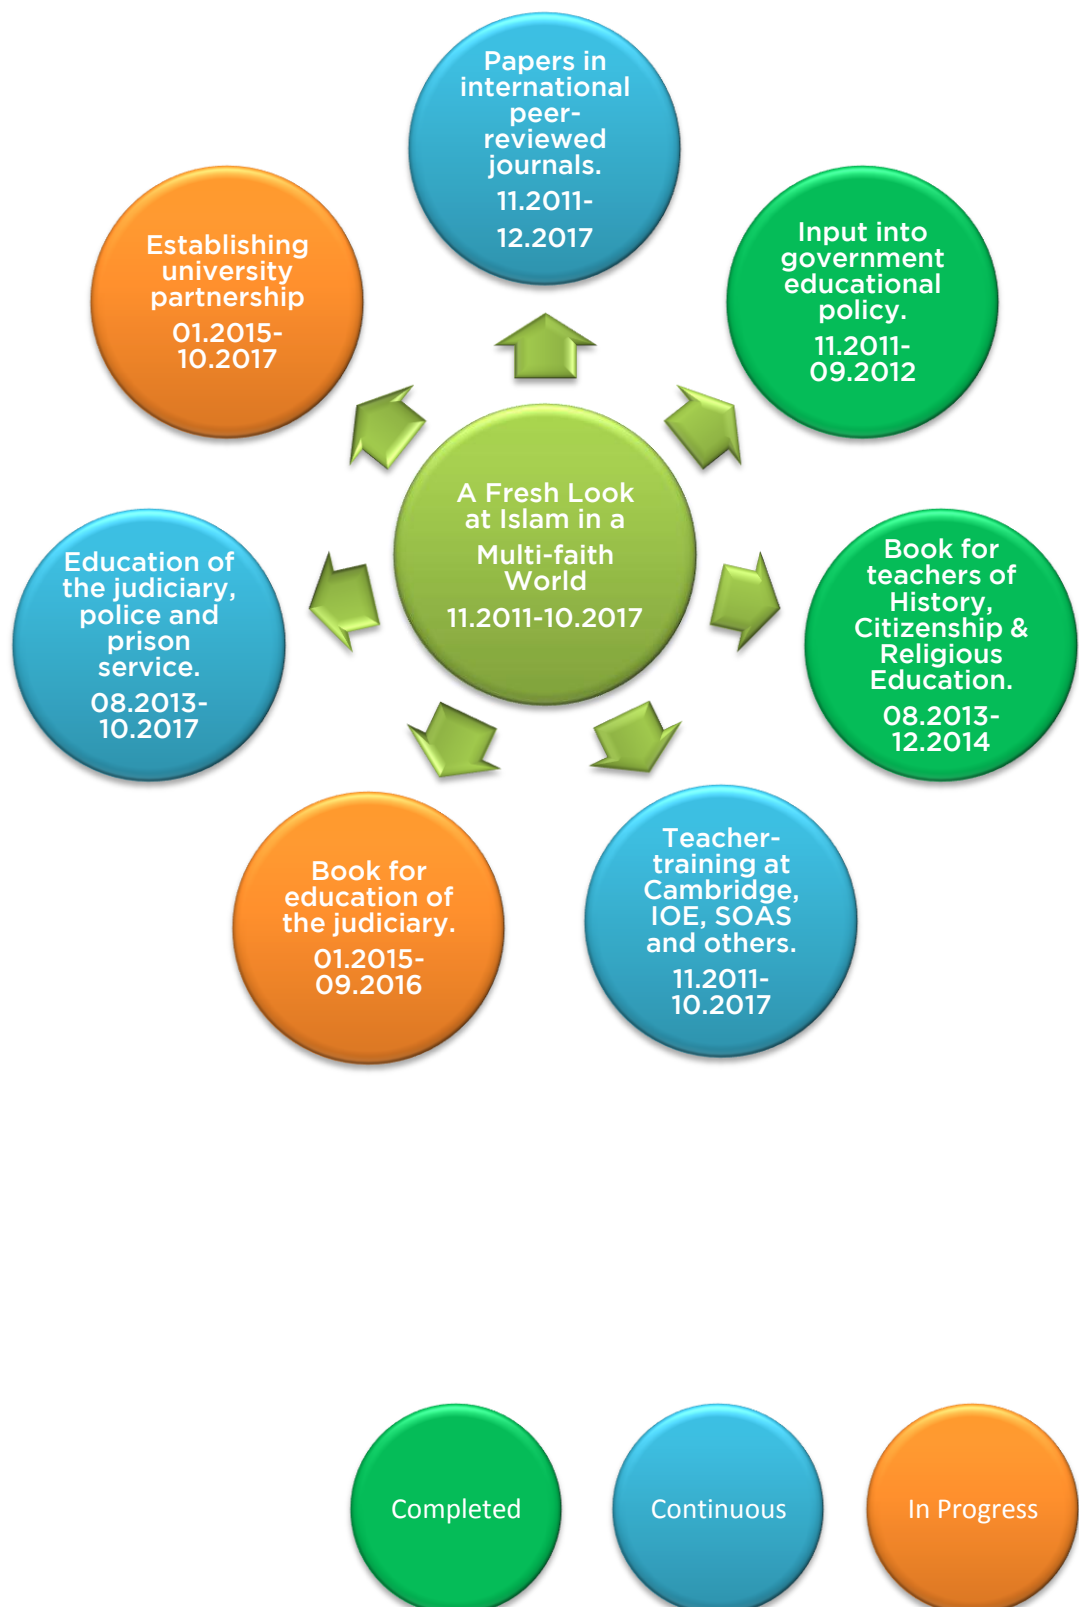 Papers in
international
peer-
reviewed
journals.
11.2011-
12.2017
Input into
government
educational
policy.
11.2011-
09.2012
Book for
teachers of
History,
Citizenship &
Religious
Education.
08.2013-
12.2014
Teacher-
training at
Cambridge,
IOE, SOAS
and others.
11.2011-
10.2017
Book for
education of
the judiciary.
01.2015-
09.2016
Education of
the judiciary,
police and
prison
service.
08.2013-
10.2017
Establishing
university
partnership
01.2015-
10.2017
A Fresh Look
at Islam in a
Multi-faith
World
11.2011-10.2017
Completed
Continuous
In Progress